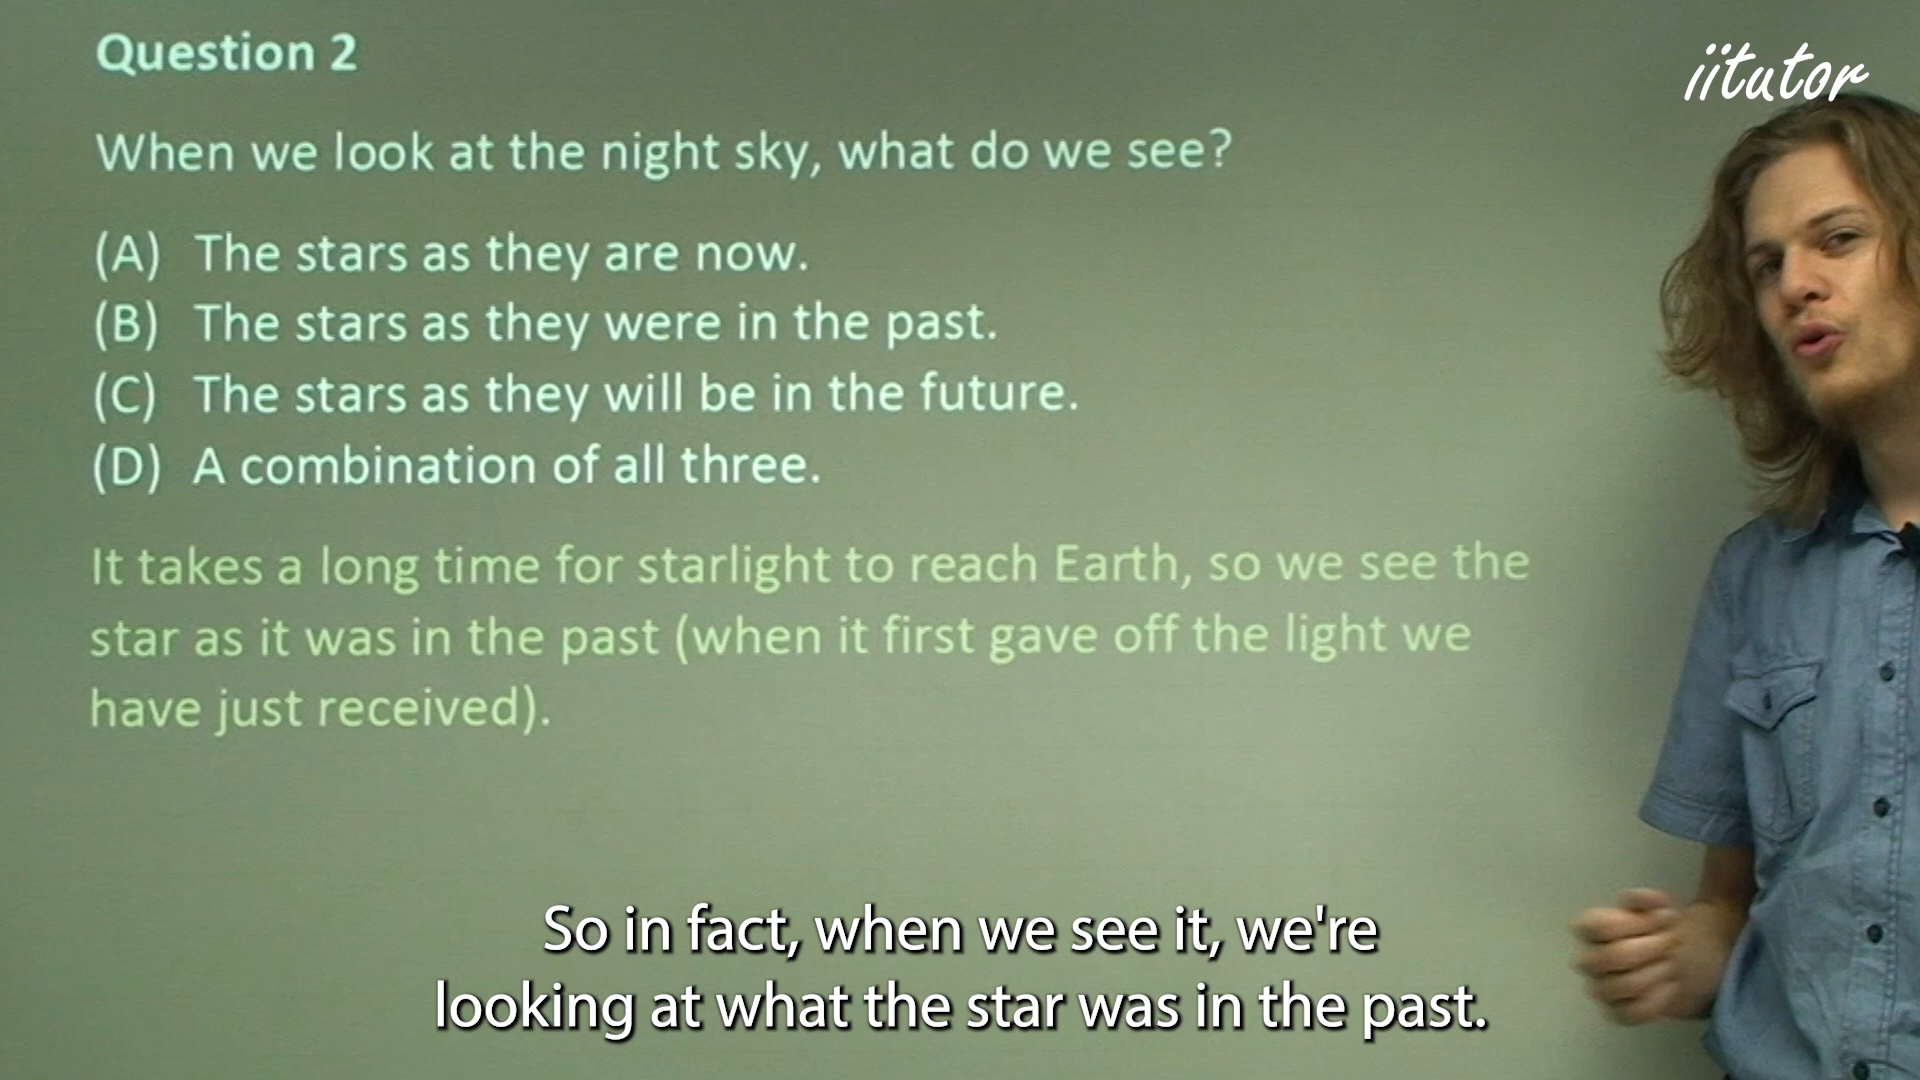 Question 2
iitutor
When we look at the night sky, what do we see?
(A) The stars as they are now.
(B) The stars as they were in the past.
(C) The stars as they will be in the future.
(D) A combination of all three.
It takes a long time for starlight to reach Earth, so we see the
star as it was in the past (when it first gave off the light we
have just received).
So in fact, when we see it, we're
looking at what the star was in the past.